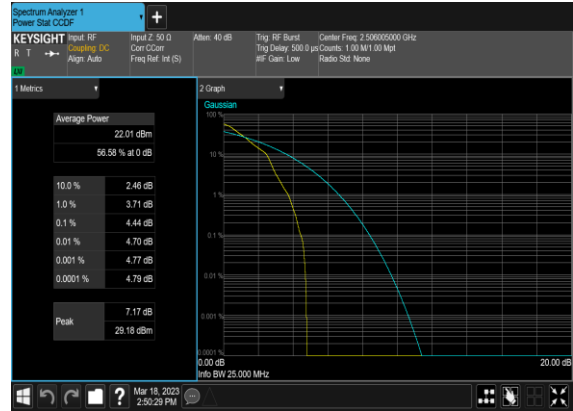 Spectrum Analyzer 1
Power Stat CCDF
KEYSIGHT
R T
Input: RF
Coupling: DC
Align: Auto
Input Z: 50 Ω
Corr CCorr
Freq Ref: Int (S)
Atten: 40 dB
Trig: RF Burst
Trig Delay: 500.0 µs
#IF Gain: Low
Center Freq: 2.506005000 GHz
Counts: 1.00 M/1.00 Mpt
Radio Std: None
1 Metrics
Average Power
22.01 dBm
56.58 % at 0 dB
10.0 % 2.46 dB
1.0 % 3.71 dB
0.1 % 4.44 dB
0.01 % 4.70 dB
0.001 % 4.77 dB
0.0001 % 4.79 dB
Peak
7.17 dB
29.18 dBm
2 Graph
Gaussian
100 %
10 %
1 %
0.1 %
0.01 %
0.001 %
0.0001 %
0.00 dB
20.00 dB
Info BW 25.000 MHz
Mar 18, 2023
2:50:29 PM